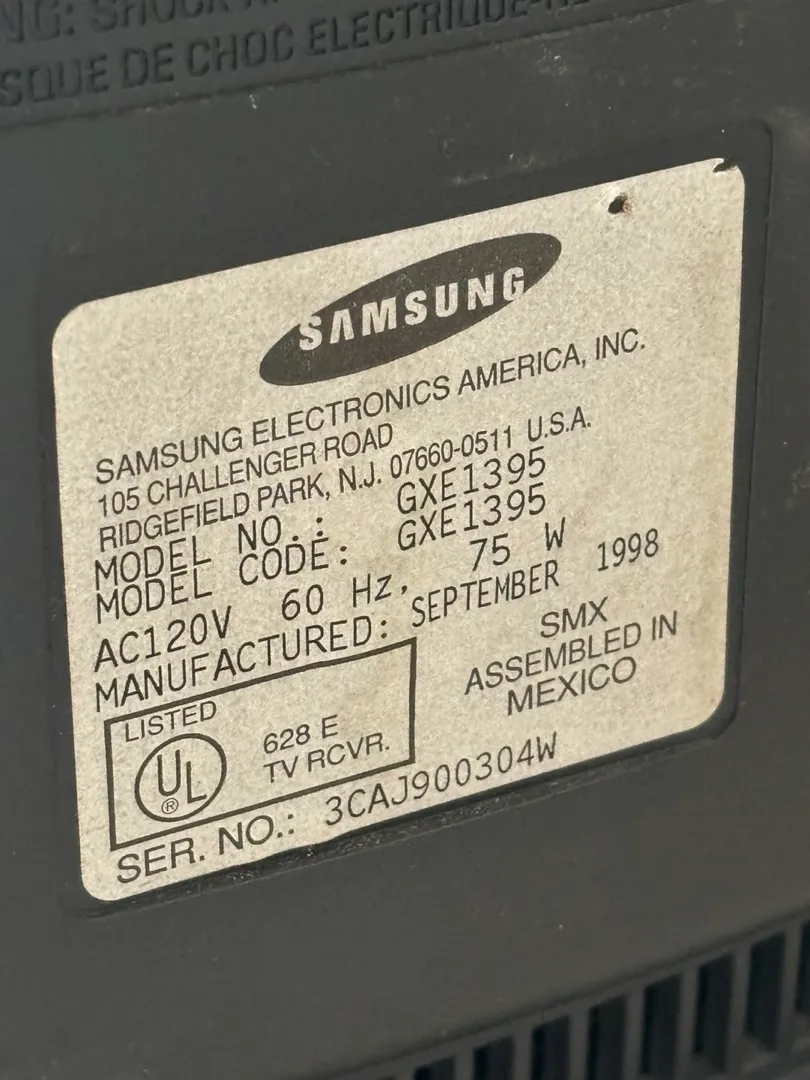 SQUE DE CHOC ELECTRIQUE
SAMSUNG
SAMSUNG ELECTRONICS AMERICA, INC.
105 CHALLENGER ROAD
RIDGEFIELD PARK, N.J. 07660-0511 U.S.A.
MODEL NO.: GXE1395
MODEL CODE: GXE1395
AC120V 60 Hz, 75 W
MANUFACTURED: SEPTEMBER 1998
SMX
ASSEMBLED IN
MEXICO
LISTED
UL ®
628 E
TV RCVR.
SER. NO.: 3CAJ900304W